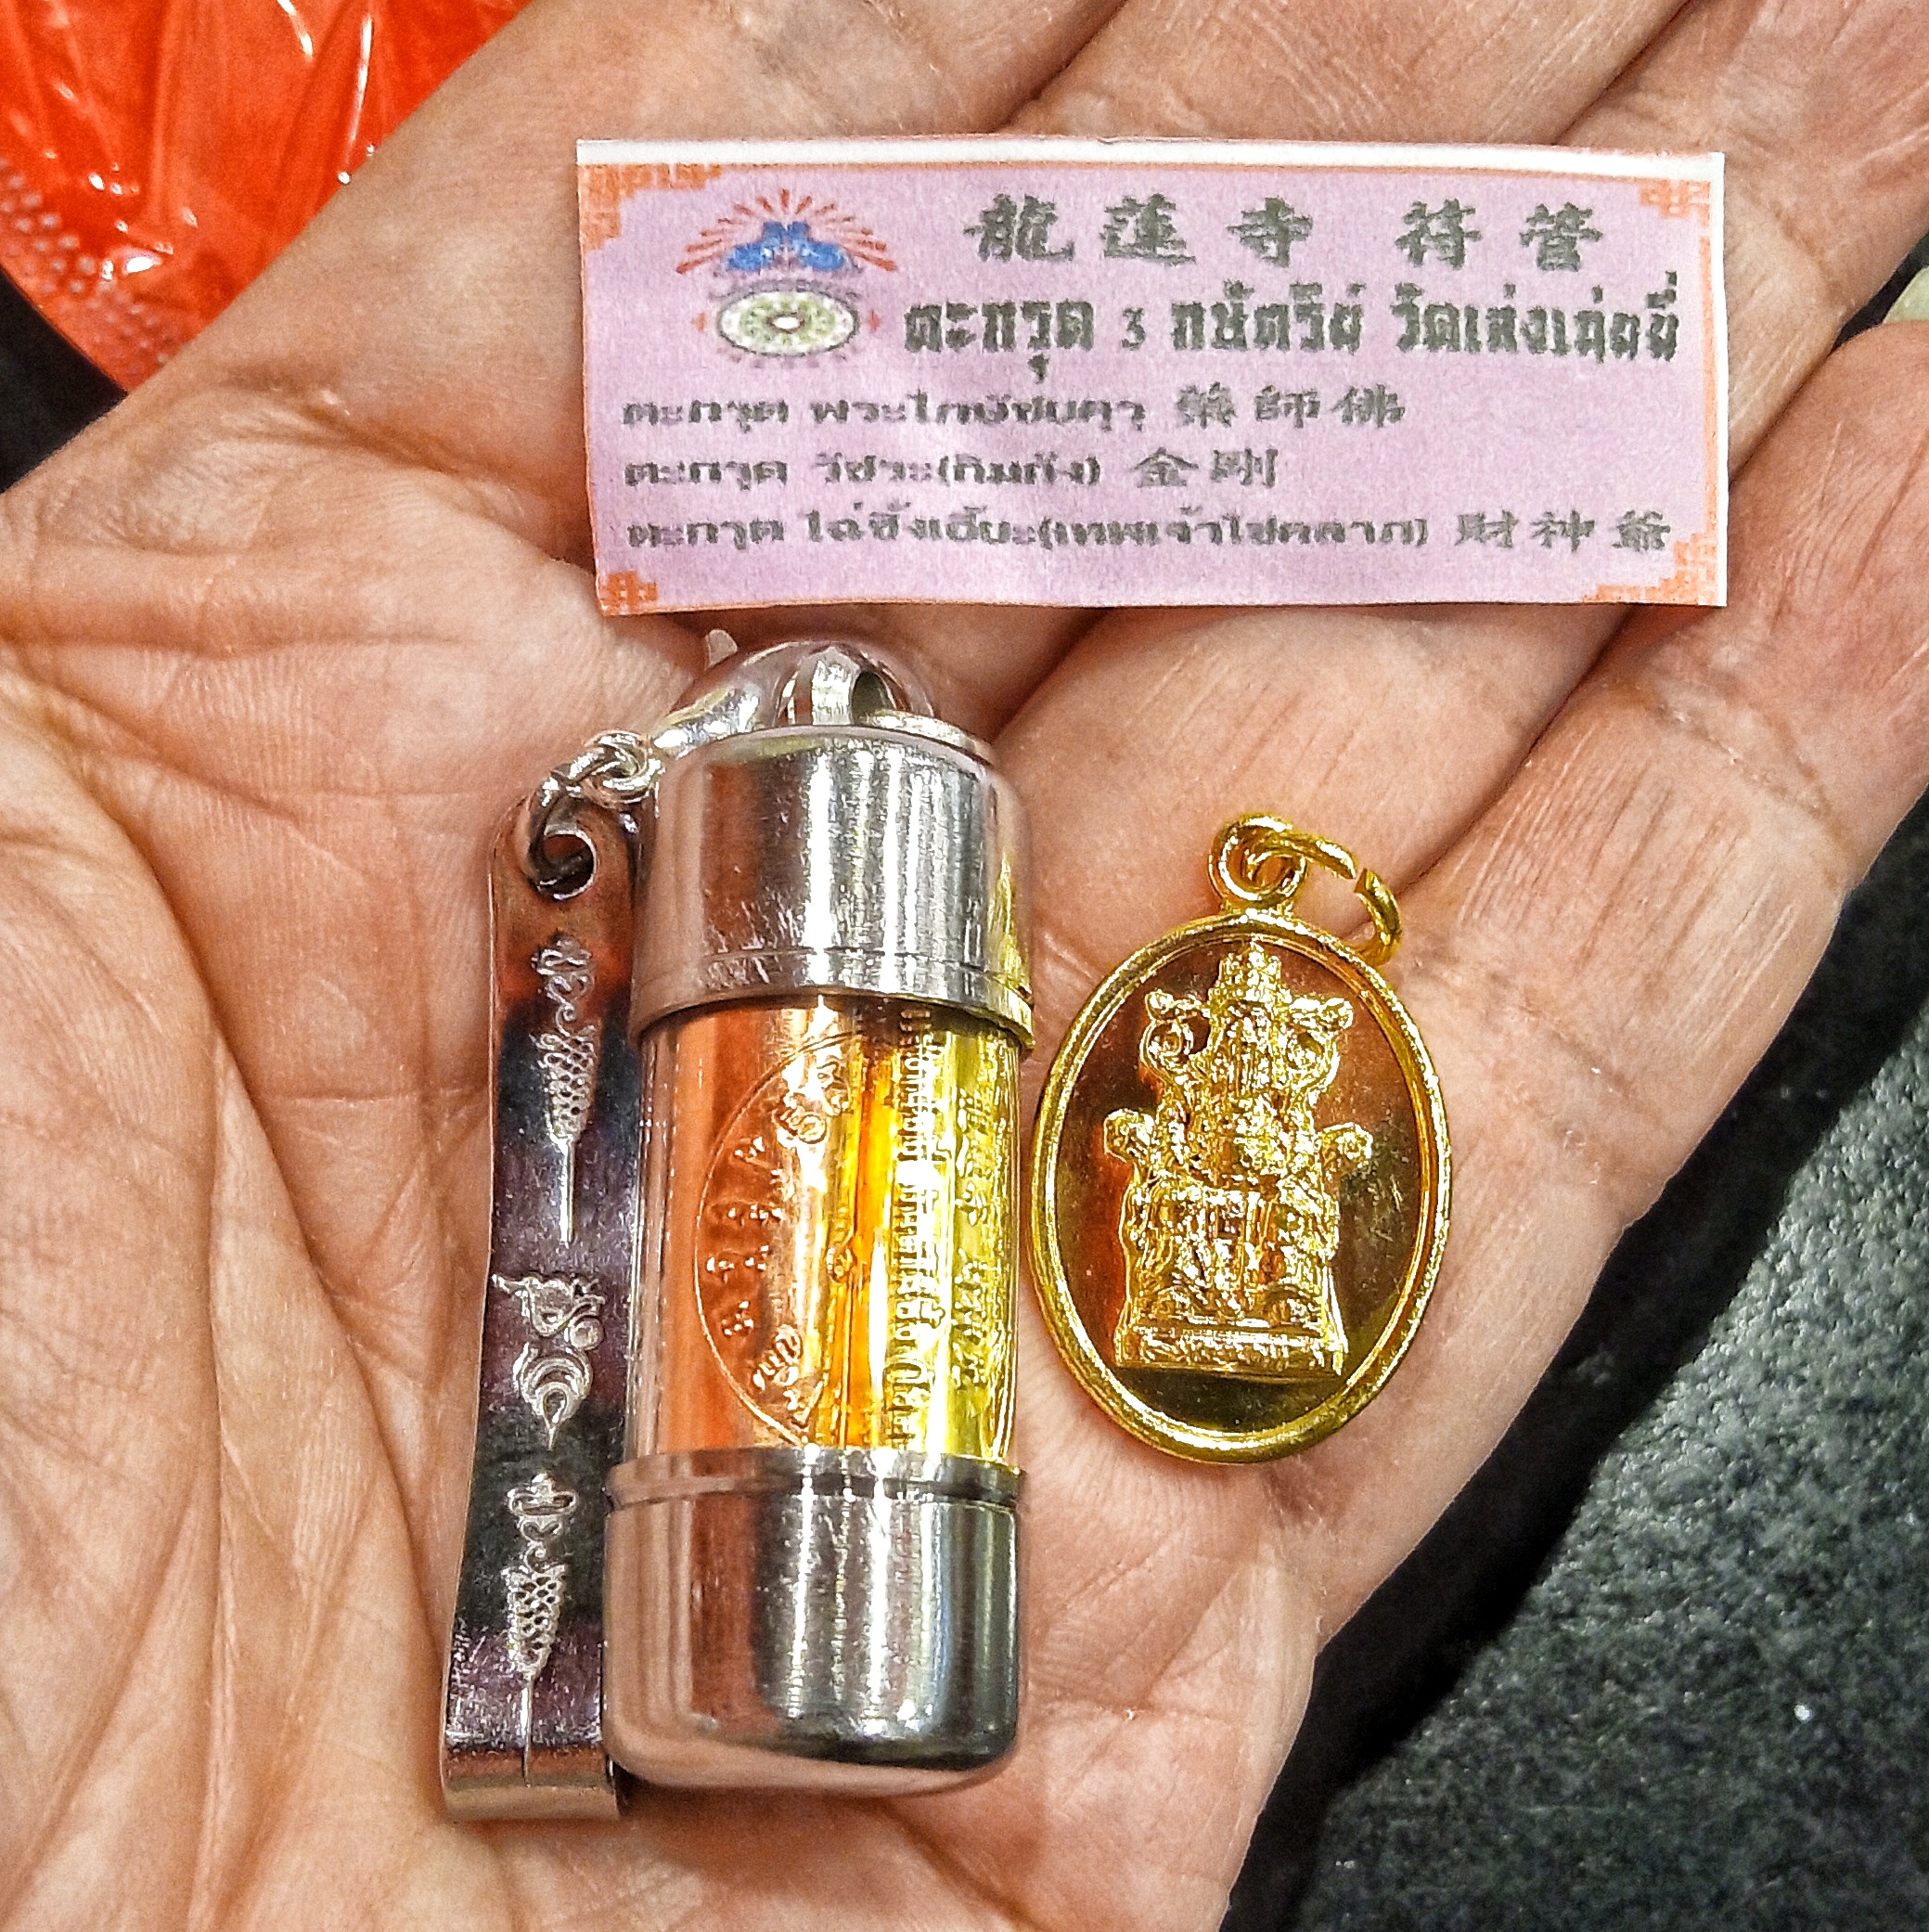 龍蓮寺 符管
ตะกรุด 3 กษัตริย์ วัดเล่งเน่ยยี่
ตะกรุด พระไภษัชยคุรุ 藥師佛
ตะกรุด วัชระ(กิมกัง) 金剛
ตะกรุด ไฉ่ซิ้งเอี้ยะ(เทพเจ้าโชคลาภ) 財神爺